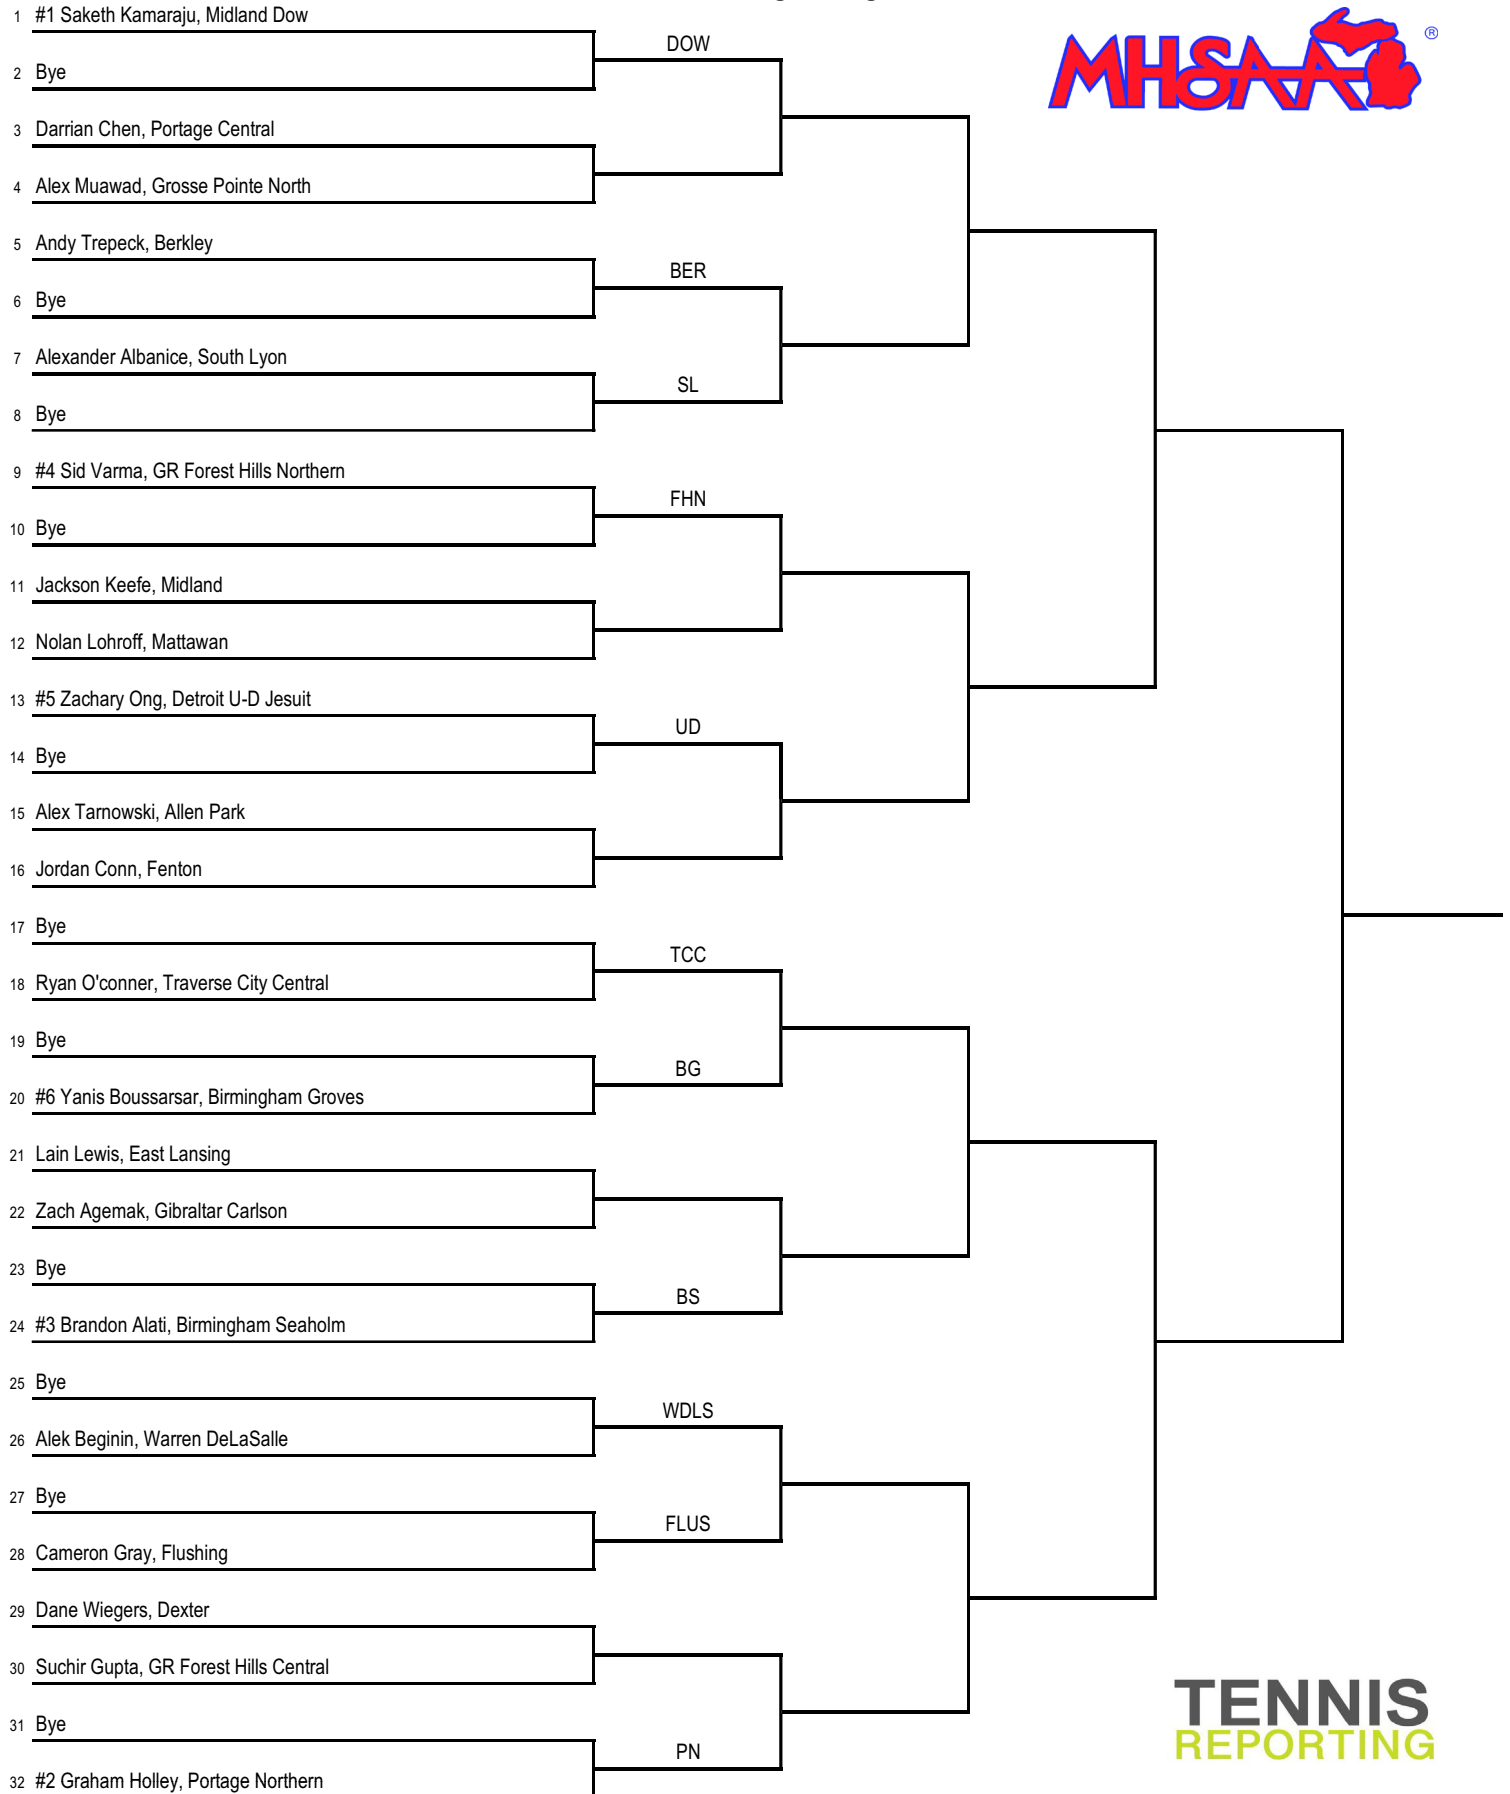 1 #1 Saketh Kamaraju, Midland Dow
DOW
MHSAA ®
2 Bye
3 Darrian Chen, Portage Central
4 Alex Muawad, Grosse Pointe North
5 Andy Trepeck, Berkley
BER
6 Bye
7 Alexander Albanice, South Lyon
SL
8 Bye
9 #4 Sid Varma, GR Forest Hills Northern
FHN
10 Bye
11 Jackson Keefe, Midland
12 Nolan Lohroff, Mattawan
13 #5 Zachary Ong, Detroit U-D Jesuit
UD
14 Bye
15 Alex Tarnowski, Allen Park
16 Jordan Conn, Fenton
17 Bye
TCC
18 Ryan O'conner, Traverse City Central
19 Bye
BG
20 #6 Yanis Boussarsar, Birmingham Groves
21 Lain Lewis, East Lansing
22 Zach Agemak, Gibraltar Carlson
23 Bye
BS
24 #3 Brandon Alati, Birmingham Seaholm
25 Bye
WDLS
26 Alek Beginin, Warren DeLaSalle
27 Bye
FLUS
28 Cameron Gray, Flushing
29 Dane Wiegers, Dexter
30 Suchir Gupta, GR Forest Hills Central
31 Bye
PN
32 #2 Graham Holley, Portage Northern
TENNIS
REPORTING